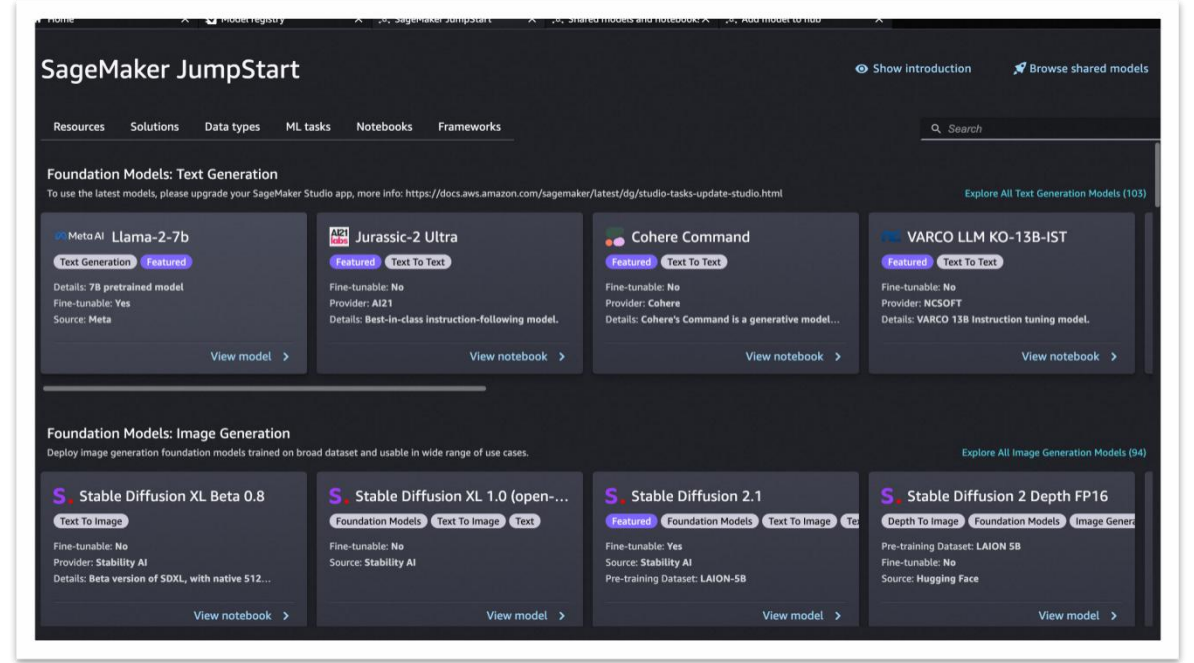 Home Model registry SageMaker JumpStart Shared models and notebooks Add model to hub
SageMaker JumpStart
Show introduction Browse shared models
Resources Solutions Data types ML tasks Notebooks Frameworks
Search
Foundation Models: Text Generation
To use the latest models, please upgrade your SageMaker Studio app, more info: https://docs.aws.amazon.com/sagemaker/latest/dg/studio-tasks-update-studio.html
Explore All Text Generation Models (103)
Meta AI Llama-2-7b
Text Generation Featured
Details: 7B pretrained model
Fine-tunable: Yes
Source: Meta
View model
AI21 labs Jurassic-2 Ultra
Featured Text To Text
Fine-tunable: No
Provider: AI21
Details: Best-in-class instruction-following model.
View notebook
Cohere Command
Featured Text To Text
Fine-tunable: No
Provider: Cohere
Details: Cohere's Command is a generative model...
View notebook
VARCO LLM KO-13B-IST
Featured Text To Text
Fine-tunable: No
Provider: NCSOFT
Details: VARCO 13B Instruction tuning model.
View notebook
Foundation Models: Image Generation
Deploy image generation foundation models trained on broad dataset and usable in wide range of use cases.
Explore All Image Generation Models (94)
S. Stable Diffusion XL Beta 0.8
Text To Image
Fine-tunable: No
Provider: Stability AI
Details: Beta version of SDXL, with native 512...
View notebook
S. Stable Diffusion XL 1.0 (open-...
Foundation Models Text To Image Text
Fine-tunable: No
Source: Stability AI
View model
S. Stable Diffusion 2.1
Featured Foundation Models Text To Image Te
Fine-tunable: Yes
Source: Stability AI
Pre-training Dataset: LAION-5B
View model
S. Stable Diffusion 2 Depth FP16
Depth To Image Foundation Models Image Genera
Pre-training Dataset: LAION 5B
Fine-tunable: No
Source: Hugging Face
View model